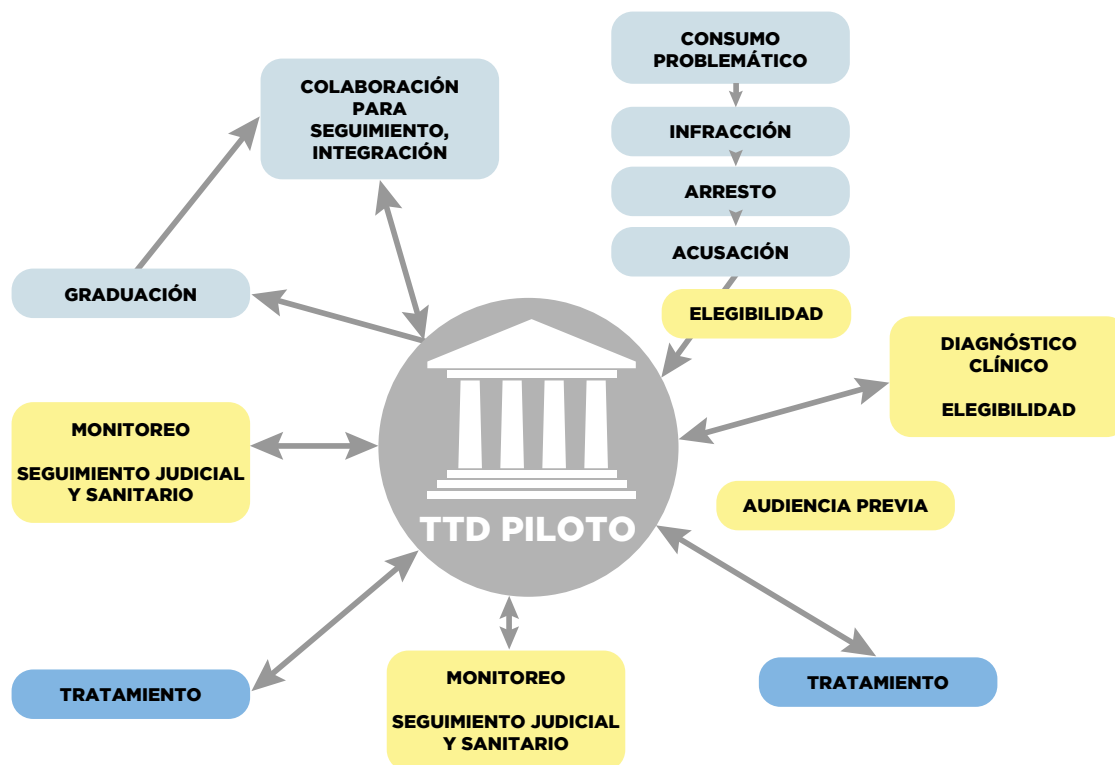 CONSUMO
PROBLEMÁTICO
INFRACCIÓN
ARRESTO
ACUSACIÓN
ELEGIBILIDAD
DIAGNÓSTICO
CLÍNICO
ELEGIBILIDAD
AUDIENCIA PREVIA
TRATAMIENTO
MONITOREO
SEGUIMIENTO JUDICIAL
Y SANITARIO
TRATAMIENTO
MONITOREO
SEGUIMIENTO JUDICIAL
Y SANITARIO
GRADUACIÓN
COLABORACIÓN
PARA
SEGUIMIENTO,
INTEGRACIÓN
TTD PILOTO